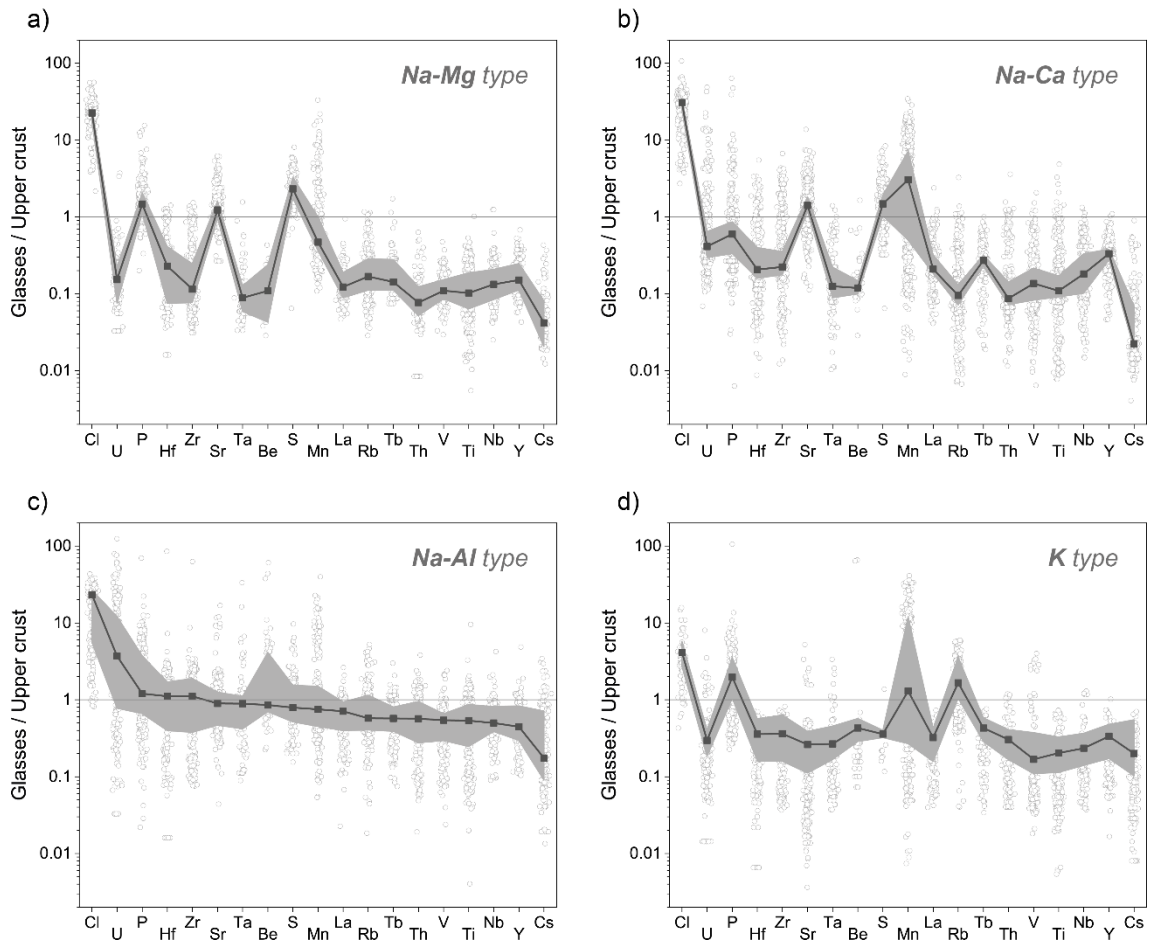 a)
Na-Mg type
Glasses / Upper crust
100
10
1
0.1
0.01
Cl U P Hf Zr Sr Ta Be S Mn La Rb Tb Th V Ti Nb Y Cs
b)
Na-Ca type
Glasses / Upper crust
100
10
1
0.1
0.01
Cl U P Hf Zr Sr Ta Be S Mn La Rb Tb Th V Ti Nb Y Cs
c)
Na-Al type
Glasses / Upper crust
100
10
1
0.1
0.01
Cl U P Hf Zr Sr Ta Be S Mn La Rb Tb Th V Ti Nb Y Cs
d)
K type
Glasses / Upper crust
100
10
1
0.1
0.01
Cl U P Hf Zr Sr Ta Be S Mn La Rb Tb Th V Ti Nb Y Cs